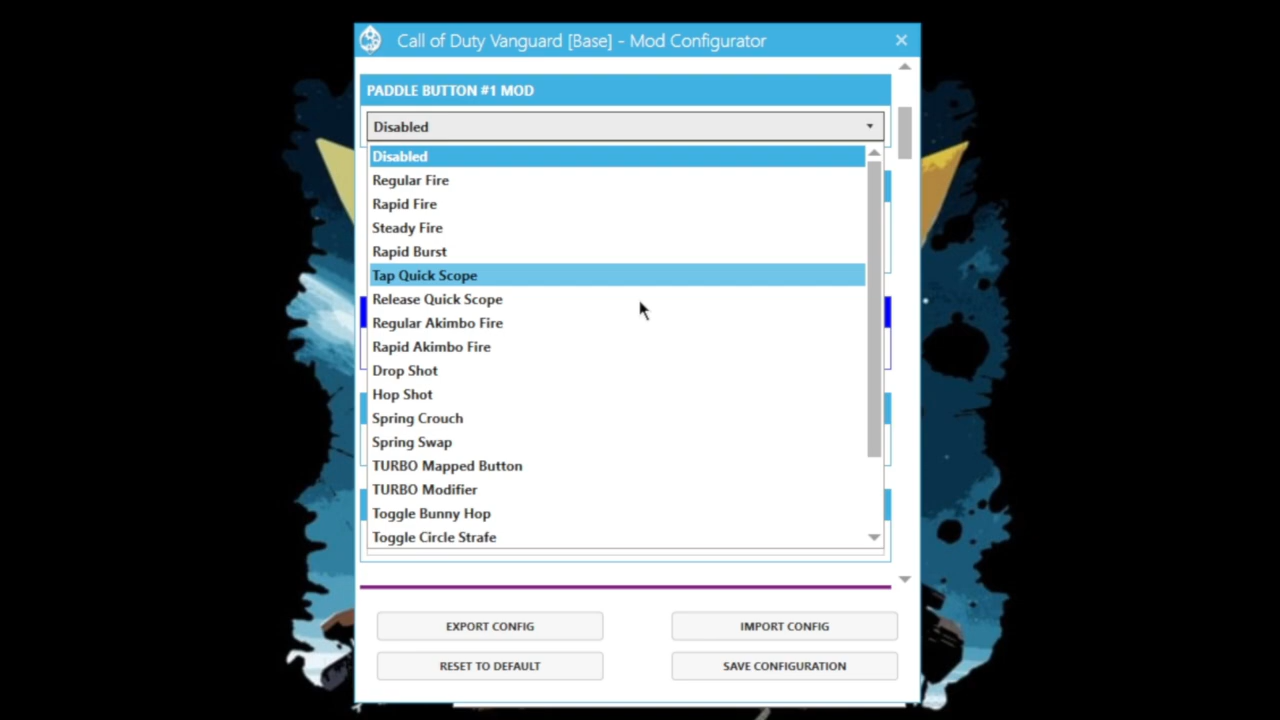 Call of Duty Vanguard [Base] - Mod Configurator
PADDLE BUTTON #1 MOD
Disabled
Disabled
Regular Fire
Rapid Fire
Steady Fire
Rapid Burst
Tap Quick Scope
Release Quick Scope
Regular Akimbo Fire
Rapid Akimbo Fire
Drop Shot
Hop Shot
Spring Crouch
Spring Swap
TURBO Mapped Button
TURBO Modifier
Toggle Bunny Hop
Toggle Circle Strafe
EXPORT CONFIG
IMPORT CONFIG
RESET TO DEFAULT
SAVE CONFIGURATION